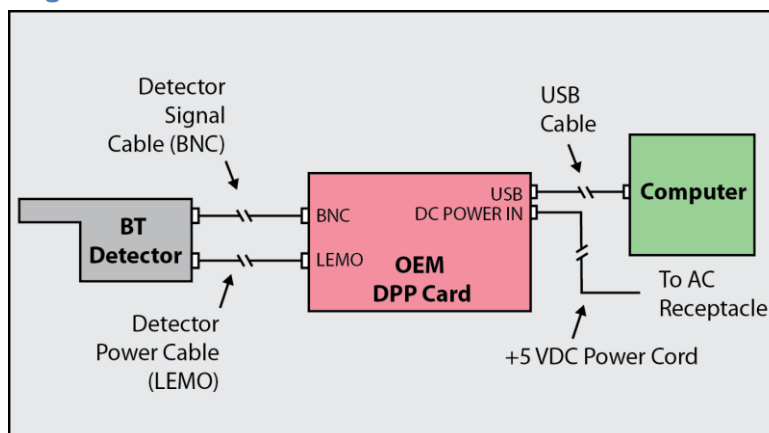 Detector
Signal
Cable (BNC)
USB
Cable
BT
Detector
BNC
LEMO
USB
DC POWER IN
OEM
DPP Card
Computer
Detector
Power Cable
(LEMO)
To AC
Receptacle
+5 VDC Power Cord